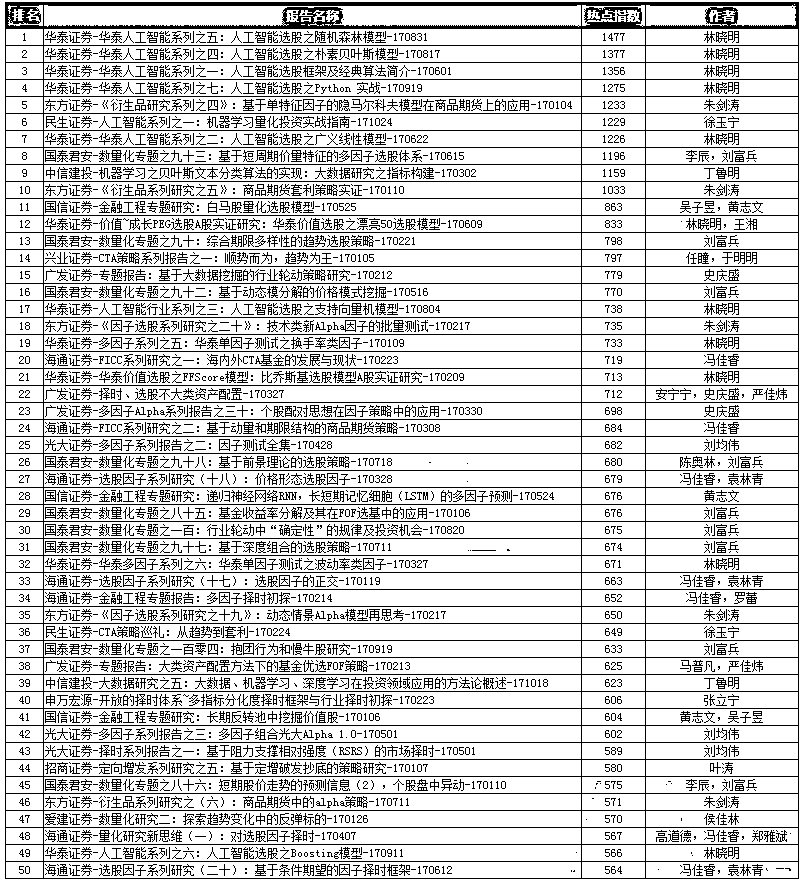 排名 报告名称 热点指数 作者
1 华泰证券-华泰人工智能系列之五：人工智能选股之随机森林模型-170831 1477 林晓明
2 华泰证券-华泰人工智能系列之四：人工智能选股之朴素贝叶斯模型-170817 1377 林晓明
3 华泰证券-华泰人工智能系列之一：人工智能选股框架及经典算法简介-170601 1356 林晓明
4 华泰证券-华泰人工智能系列之七：人工智能选股之Python 实战-170919 1275 林晓明
5 东方证券-《衍生品研究系列之四》：基于单特征因子的隐马尔科夫模型在商品期货上的应用-170104 1233 朱剑涛
6 民生证券-人工智能系列之一：机器学习量化投资实战指南-171024 1229 徐玉宁
7 华泰证券-华泰人工智能系列之二：人工智能选股之广义线性模型-170622 1226 林晓明
8 国泰君安-数量化专题之九十三：基于短周期价量特征的多因子选股体系-170615 1196 李辰，刘富兵
9 中信建投-机器学习之贝叶斯文本分类算法的实现：大数据研究之指标构建-170302 1159 丁鲁明
10 东方证券-《衍生品系列研究之五》：商品期货套利策略实证-170110 1033 朱剑涛
11 国信证券-金融工程专题研究：白马股量化选股模型-170525 863 吴子昱，黄志文
12 华泰证券-价值~成长PEG选股A股实证研究：华泰价值选股之漂亮50选股模型-170609 833 林晓明，王湘
13 国泰君安-数量化专题之九十：综合期限多样性的趋势选股策略-170221 798 刘富兵
14 兴业证券-CTA策略系列报告之一：顺势而为，趋势为王-170105 797 任瞳，于明明
15 广发证券-专题报告：基于大数据挖掘的行业轮动策略研究-170212 779 史庆盛
16 国泰君安-数量化专题之九十二：基于动态模分解的价格模式挖掘-170516 770 刘富兵
17 华泰证券-人工智能行业系列之三：人工智能选股之支持向量机模型-170804 738 林晓明
18 东方证券-《因子选股系列研究之二十》：技术类新Alpha因子的批量测试-170217 735 朱剑涛
19 华泰证券-多因子系列之五：华泰单因子测试之换手率类因子-170109 733 林晓明
20 海通证券-FICC系列研究之一：海内外CTA基金的发展与现状-170223 719 冯佳睿
21 华泰证券-华泰价值选股之FFScore模型：比乔斯基选股模型A股实证研究-170209 713 林晓明
22 广发证券-择时、选股不大类资产配置-170327 712 安宁宁，史庆盛，严佳炜
23 广发证券-多因子Alpha系列报告之三十：个股配对思想在因子策略中的应用-170330 698 史庆盛
24 海通证券-FICC系列研究之二：基于动量和期限结构的商品期货策略-170308 684 冯佳睿
25 光大证券-多因子系列报告之二：因子测试全集-170428 682 刘均伟
26 国泰君安-数量化专题之九十八：基于前景理论的选股策略-170718 680 陈奥林，刘富兵
27 海通证券-选股因子系列研究（十八）：价格形态选股因子-170328 679 冯佳睿，袁林青
28 国信证券-金融工程专题研究：递归神经网络RNN，长短期记忆细胞（LSTM）的多因子预测-170524 676 黄志文
29 国泰君安-数量化专题之八十五：基金收益率分解及其在FOF选基中的应用-170106 676 刘富兵
30 国泰君安-数量化专题之一百：行业轮动中“确定性”的规律及投资机会-170820 675 刘富兵
31 国泰君安-数量化专题之九十七：基于深度组合的选股策略-170711 674 刘富兵
32 华泰证券-华泰多因子系列之六：华泰单因子测试之波动率类因子-170327 671 林晓明
33 海通证券-选股因子系列研究（十七）：选股因子的正交-170119 663 冯佳睿，袁林青
34 海通证券-金融工程专题报告：多因子择时初探-170214 652 冯佳睿，罗蕾
35 东方证券-《因子选股系列研究之十九》：动态情景Alpha模型再思考-170217 650 朱剑涛
36 民生证券-CTA策略巡礼：从趋势到套利-170224 649 徐玉宁
37 国泰君安-数量化专题之一百零四：抱团行为和慢牛股研究-170919 633 刘富兵
38 广发证券-专题报告：大类资产配置方法下的基金优选FOF策略-170213 625 马普凡，严佳炜
39 中信建投-大数据研究之五：大数据、机器学习、深度学习在投资领域应用的方法论概述-171018 623 丁鲁明
40 申万宏源-开放的择时体系~多指标分化度择时框架与行业择时初探-170223 606 张立宁
41 国信证券-金融工程专题研究：长期反转池中挖掘价值股-170106 604 黄志文，吴子昱
42 光大证券-多因子系列报告之三：多因子组合光大Alpha 1.0-170501 602 刘均伟
43 光大证券-择时系列报告之一：基于阻力支撑相对强度（RSRS）的市场择时-170501 589 刘均伟
44 招商证券-定向增发系列研究之五：基于定增破发抄底的策略研究-170107 580 叶涛
45 国泰君安-数量化专题之八十六：短期股价走势的预测信息（2），个股盘中异动-170110 575 李辰，刘富兵
46 东方证券-衍生品系列研究之（六）：商品期货中的alpha策略-170711 571 朱剑涛
47 爱建证券-数量化研究二：探索趋势变化中的反弹标的-170126 570 侯佳林
48 海通证券-量化研究新思维（一）：对选股因子择时-170407 567 高道德，冯佳睿，郑雅斌
49 华泰证券-人工智能系列之六：人工智能选股之Boosting模型-170911 566 林晓明
50 海通证券-选股因子系列研究（二十）：基于条件期望的因子择时框架-170612 564 冯佳睿，袁林青